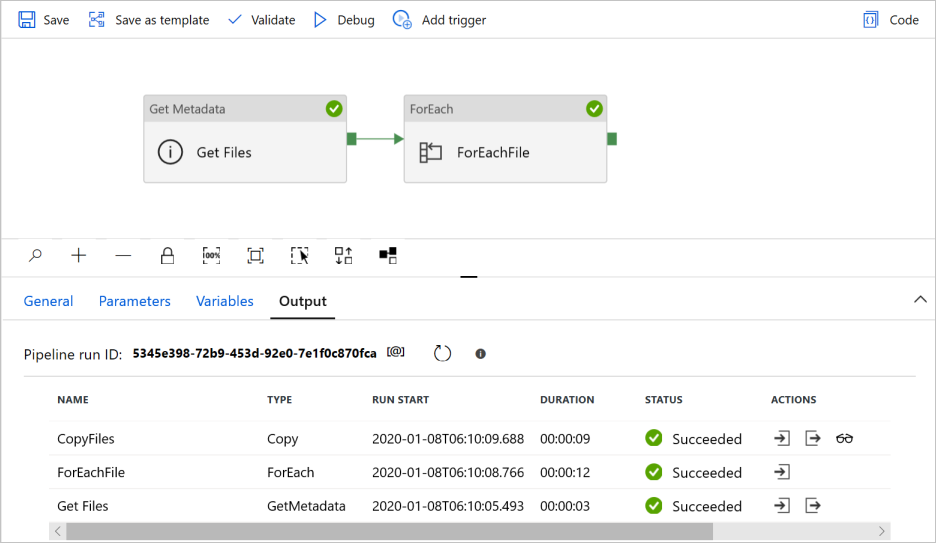 Save Save as template Validate Debug Add trigger Code
Get Metadata
Get Files
ForEach
ForEachFile
100%
General Parameters Variables Output
Pipeline run ID: 5345e398-72b9-453d-92e0-7e1f0c870fca [@]
NAME TYPE RUN START DURATION STATUS ACTIONS
CopyFiles Copy 2020-01-08T06:10:09.688 00:00:09 Succeeded
ForEachFile ForEach 2020-01-08T06:10:08.766 00:00:12 Succeeded
Get Files GetMetadata 2020-01-08T06:10:05.493 00:00:03 Succeeded